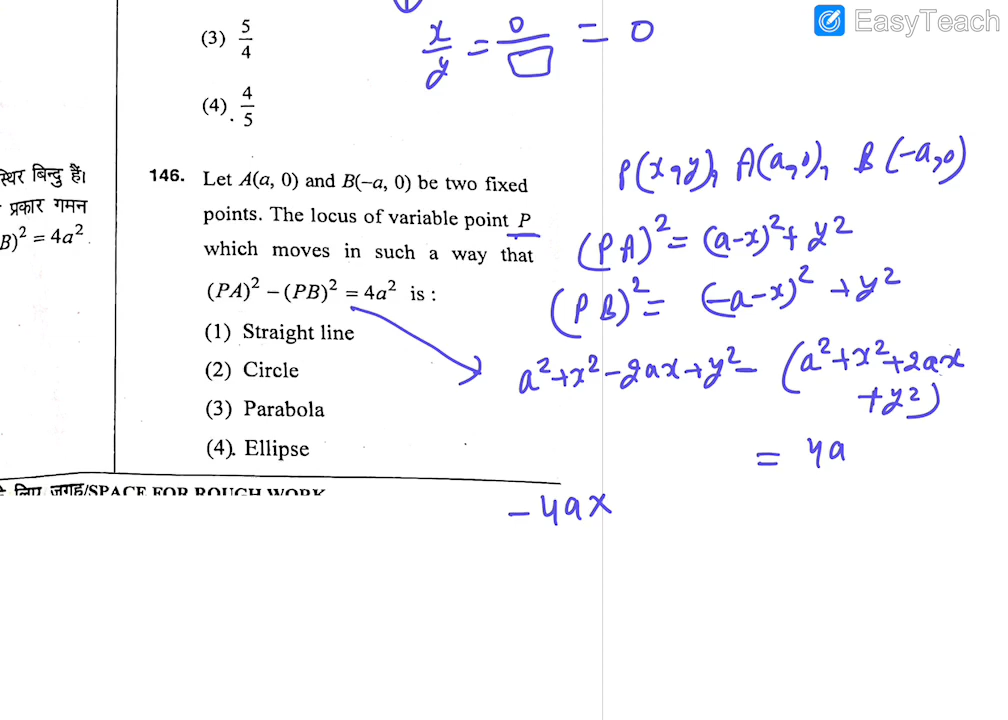 EasyTeach
(3) 5/4
x/y = 0/□ = 0
(4). 4/5
स्थिर बिन्दु हैं।
प्रकार गमन
B)² = 4a².
146. Let A(a, 0) and B(–a, 0) be two fixed
points. The locus of variable point P
which moves in such a way that
(PA)² – (PB)² = 4a² is :
(1) Straight line
(2) Circle
(3) Parabola
(4). Ellipse
लिए जगह/SPACE FOR ROUGH WORK
P(x,y), A(a,0), B(-a,0)
(PA)² = (a-x)² + y²
(PB)² = (-a-x)² + y²
a²+x²-2ax+y² - (a²+x²+2ax
+y²)
= 4a
-4ax